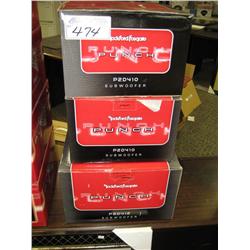 474
Rockford Fosgate
PUNCH
P2D410
SUBWOOFER
Rockford Fosgate
PUNCH
P2D410
SUBWOOFER
Rockford Fosgate
PUNCH
P2D412
SUBWOOFER